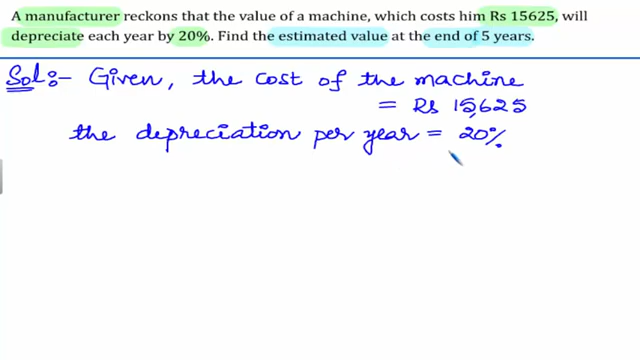 A manufacturer reckons that the value of a machine, which costs him Rs 15625, will
depreciate each year by 20%. Find the estimated value at the end of 5 years.
Sol:- Given, the cost of the machine
= Rs 15,625
the depreciation per year = 20%